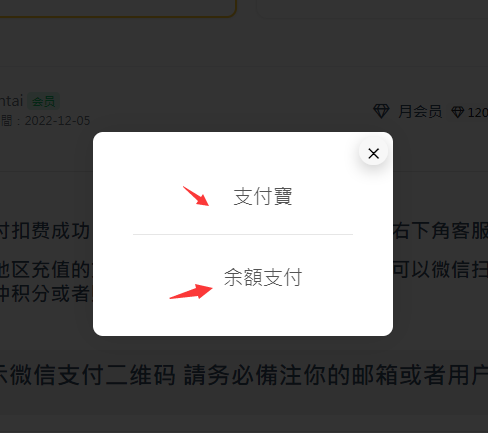 ntai 会员
間：2022-12-05
月会员 120
支付寶
付扣费成功
右下角客服
余額支付
地区充值的
可以微信扫
冲积分或者
示微信支付二维码 請务必備注你的邮箱或者用户